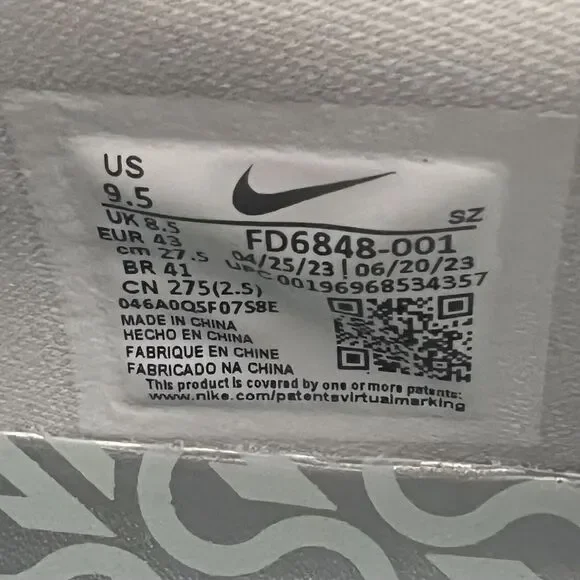 US
9.5
UK 8.5
EUR 43
cm 27.5
BR 41
CN 275(2.5)
SZ
FD6848-001
04/25/23 | 06/20/23
UPC 00196968534357
046A0Q5F07S8E
MADE IN CHINA
HECHO EN CHINA
FABRIQUE EN CHINE
FABRICADO NA CHINA
This product is covered by one or more patents:
www.nike.com/patentsvirtualmarking